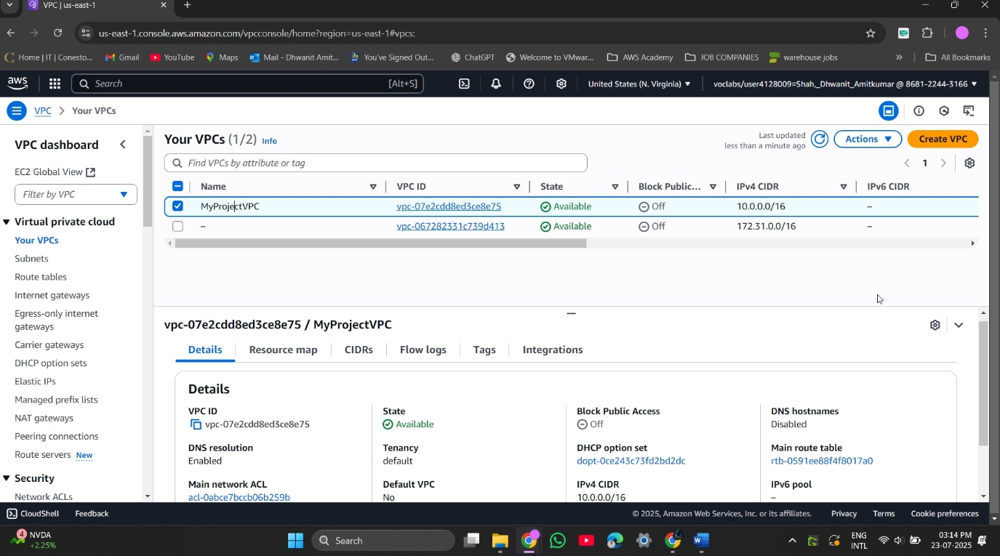 VPC | us-east-1
us-east-1.console.aws.amazon.com/vpcconsole/home?region=us-east-1#vpcs:
Home | IT | Conesto...
Gmail
YouTube
Maps
Mail - Dhwanit Amit...
You've Signed Out...
ChatGPT
Welcome to VMwar...
AWS Academy
JOB COMPANIES
warehouse jobs
All Bookmarks
aws
Search
[Alt+S]
United States (N. Virginia)
voclabs/user4128009=Shah,_Dhwanit_Amitkumar @ 8681-2244-3166
VPC
Your VPCs
VPC dashboard
EC2 Global View
Filter by VPC
Virtual private cloud
Your VPCs
Subnets
Route tables
Internet gateways
Egress-only internet
gateways
Carrier gateways
DHCP option sets
Elastic IPs
Managed prefix lists
NAT gateways
Peering connections
Route servers New
Security
Network ACLs
Your VPCs (1/2) Info
Last updated
less than a minute ago
Actions
Create VPC
Find VPCs by attribute or tag
1
Name VPC ID State Block Public... IPv4 CIDR IPv6 CIDR
MyProjectVPC vpc-07e2cdd8ed3ce8e75 Available Off 10.0.0.0/16 –
– vpc-067282331c739d413 Available Off 172.31.0.0/16 –
vpc-07e2cdd8ed3ce8e75 / MyProjectVPC
Details Resource map CIDRs Flow logs Tags Integrations
Details
VPC ID
vpc-07e2cdd8ed3ce8e75
State
Available
Block Public Access
Off
DNS hostnames
Disabled
DNS resolution
Enabled
Tenancy
default
DHCP option set
dopt-0ce243c73fd2bd2dc
Main route table
rtb-0591ee88f4f8017a0
Main network ACL
acl-0abce7bccb06b259b
Default VPC
No
IPv4 CIDR
10.0.0.0/16
IPv6 pool
–
CloudShell
Feedback
© 2025, Amazon Web Services, Inc. or its affiliates.
Privacy
Terms
Cookie preferences
4
NVDA
+2.25%
Search
ENG
INTL
03:14 PM
23-07-2025